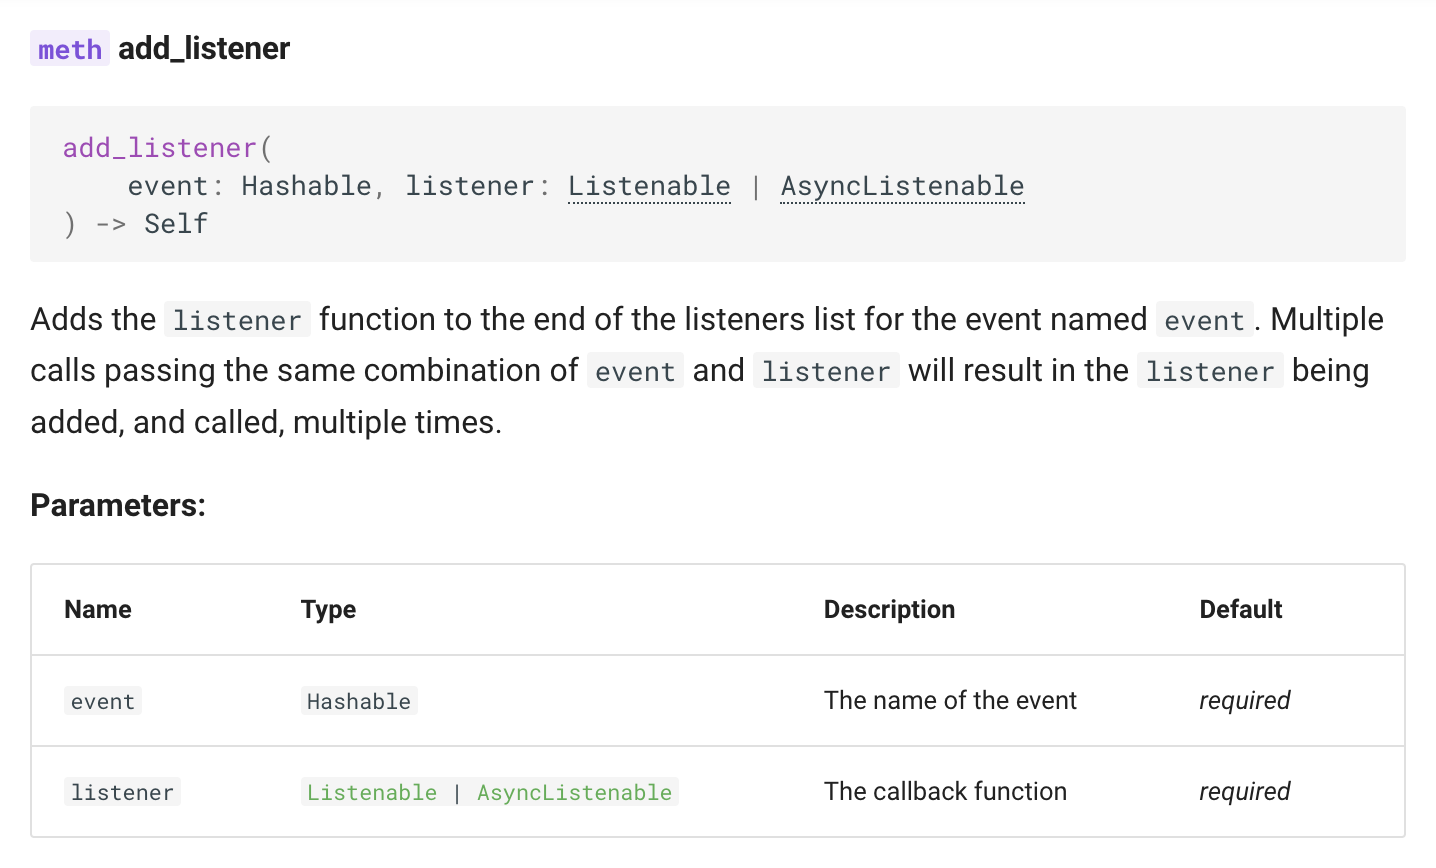 meth add_listener
add_listener(
    event: Hashable, listener: Listenable | AsyncListenable
) -> Self
Adds the listener function to the end of the listeners list for the event named event. Multiple
calls passing the same combination of event and listener will result in the listener being
added, and called, multiple times.
Parameters:
Name Type Description Default
event Hashable The name of the event required
listener Listenable | AsyncListenable The callback function required